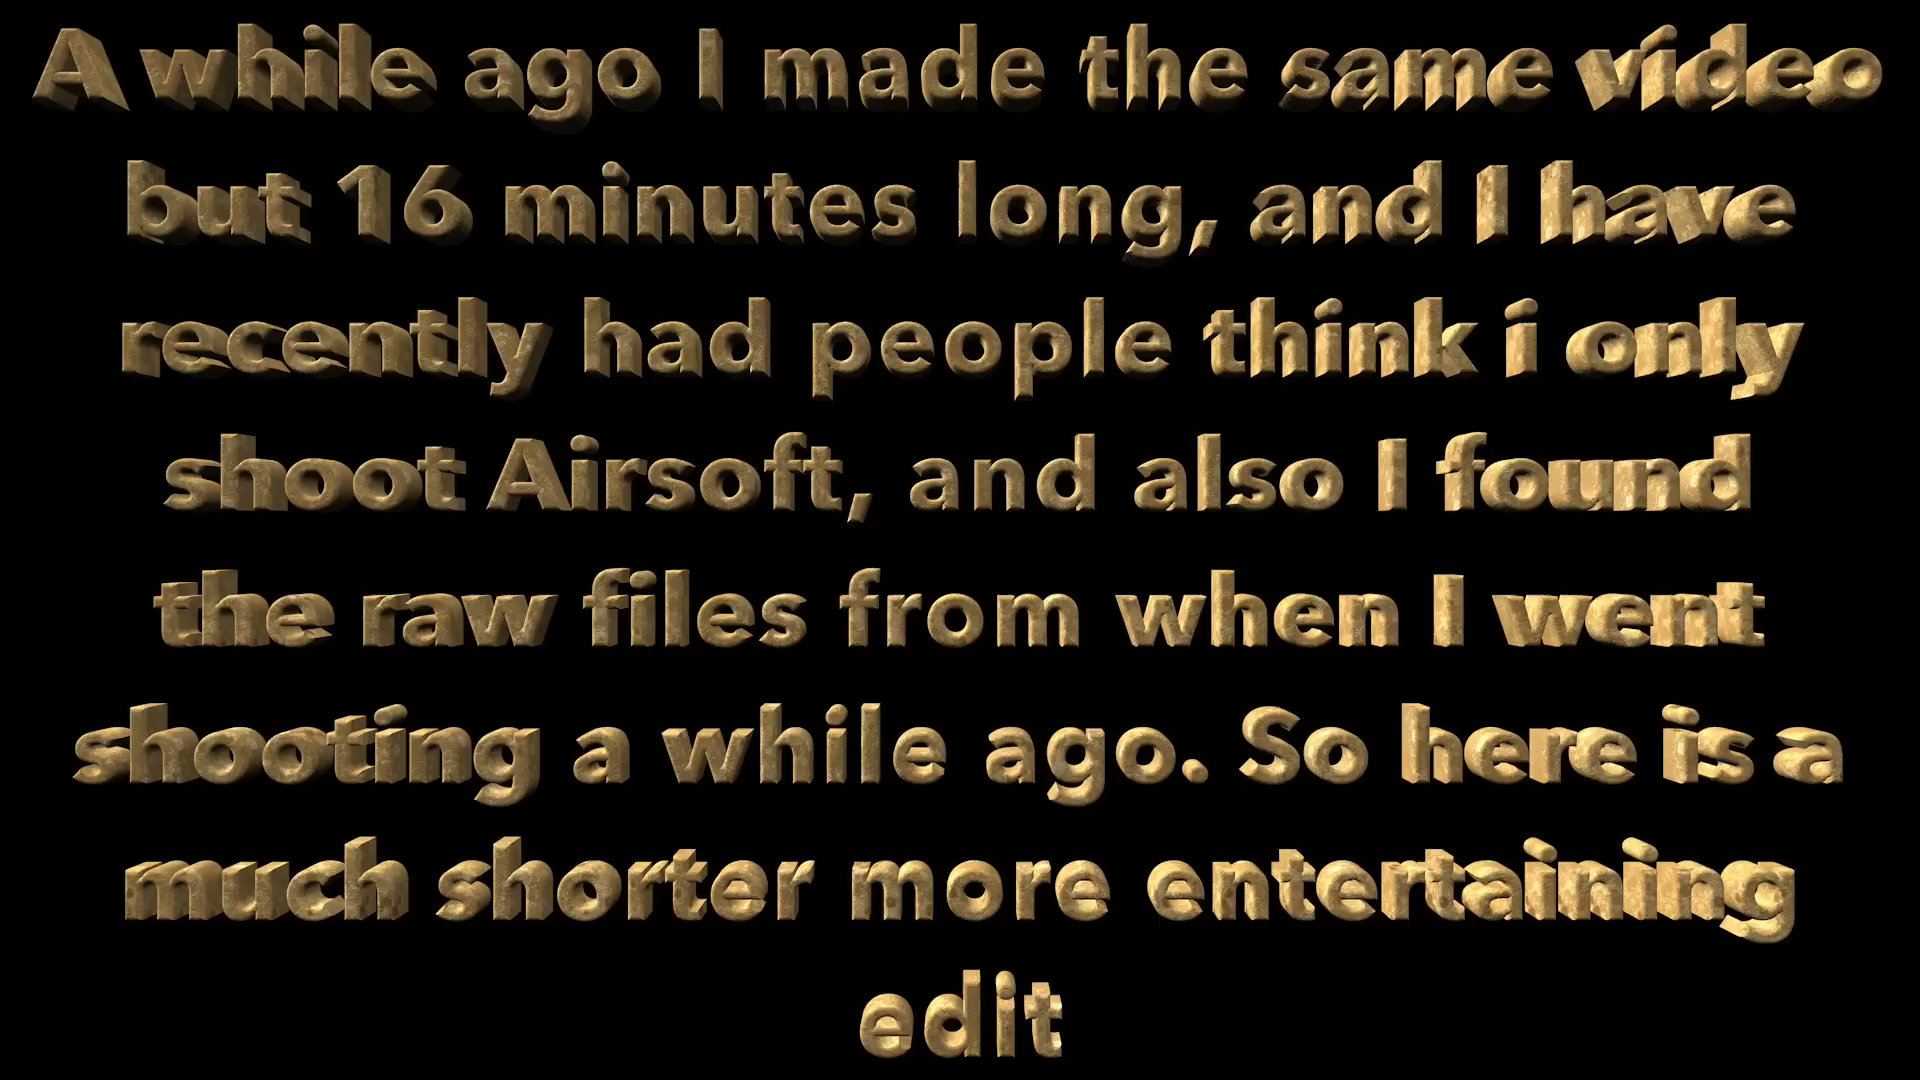 A while ago I made the same video
but 16 minutes long, and I have
recently had people think i only
shoot Airsoft, and also I found
the raw files from when I went
shooting a while ago. So here is a
much shorter more entertaining
edit